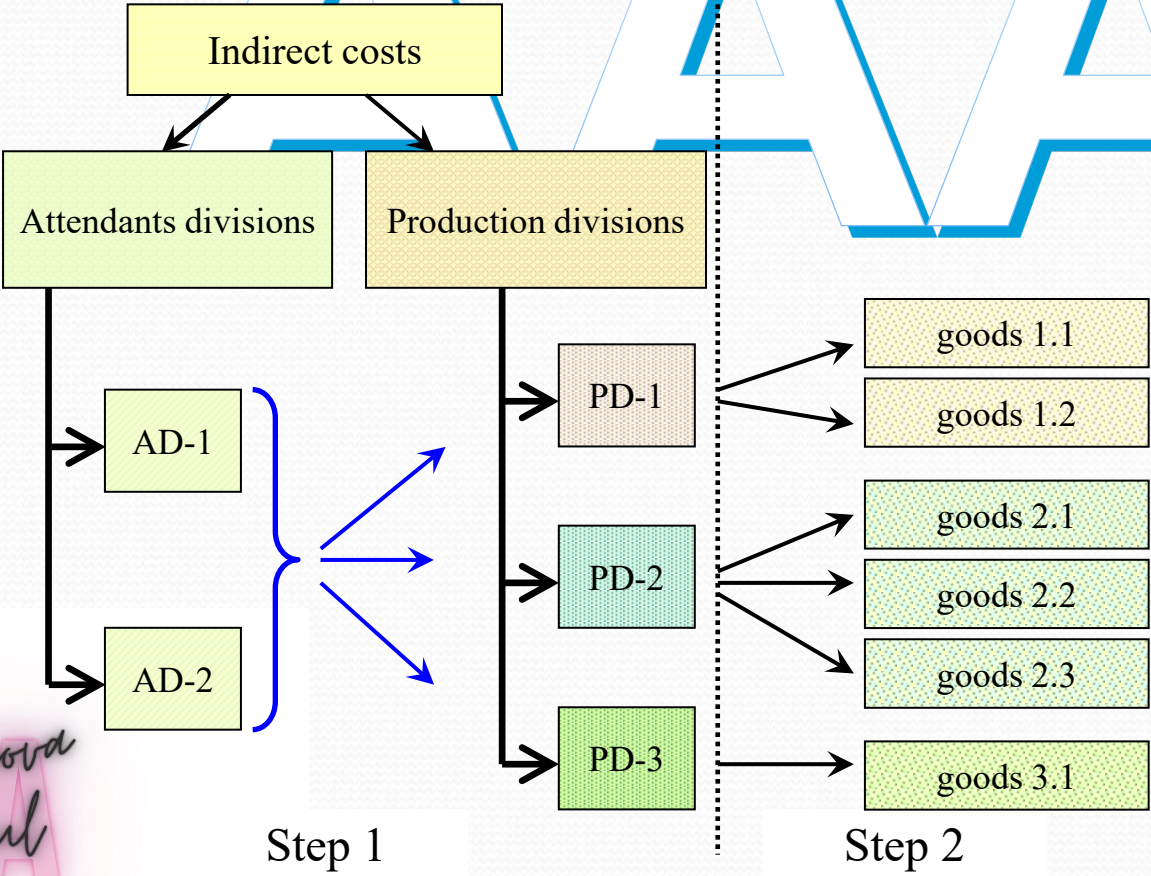 Indirect costs
Attendants divisions
Production divisions
AD-1
AD-2
PD-1
PD-2
PD-3
goods 1.1
goods 1.2
goods 2.1
goods 2.2
goods 2.3
goods 3.1
Step 1
Step 2